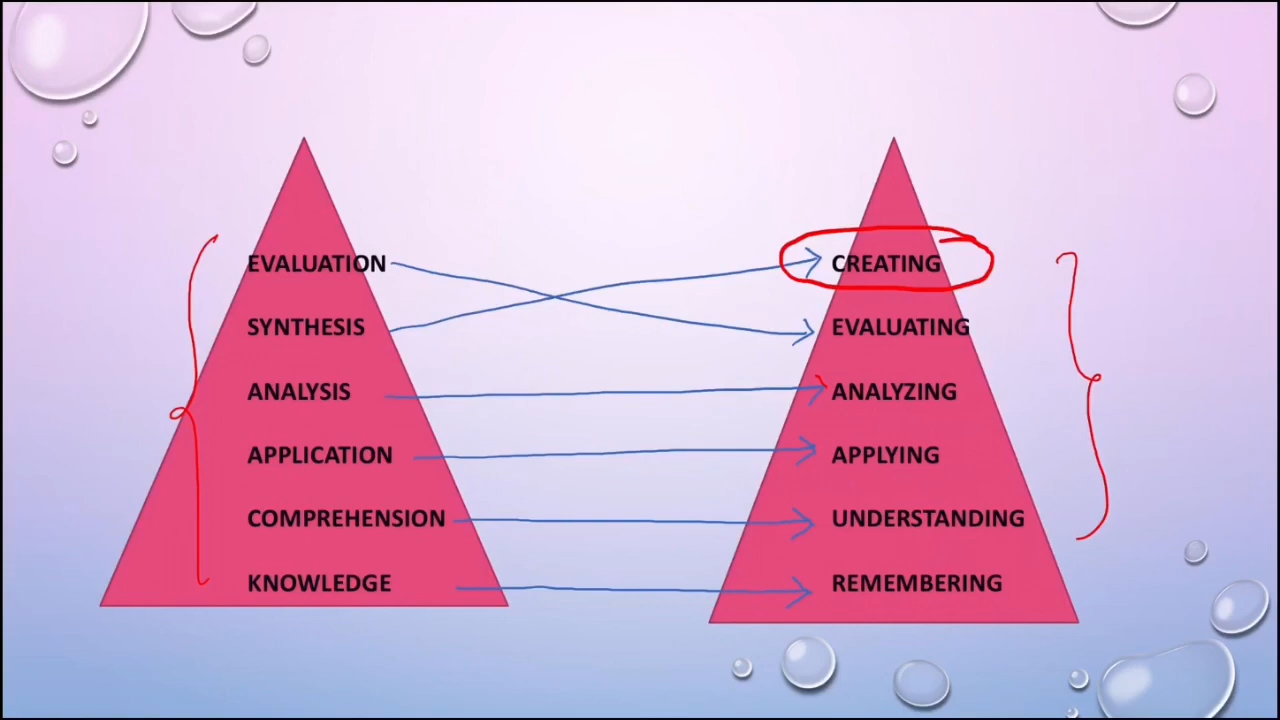 EVALUATION
SYNTHESIS
ANALYSIS
APPLICATION
COMPREHENSION
KNOWLEDGE
CREATING
EVALUATING
ANALYZING
APPLYING
UNDERSTANDING
REMEMBERING